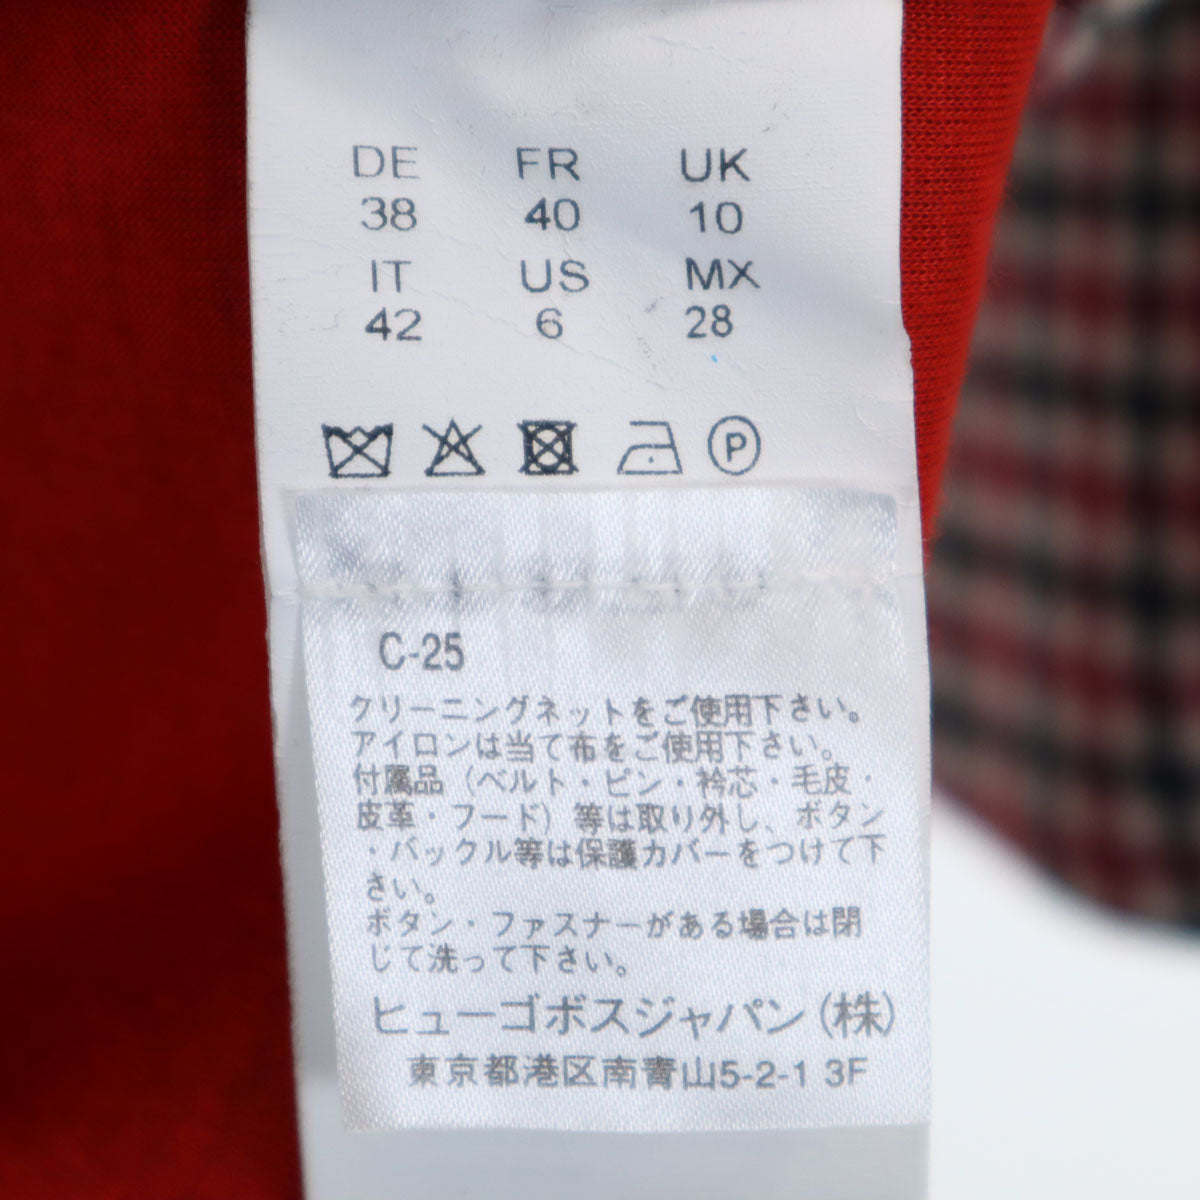 DE FR UK
38 40 10
IT US MX
42 6 28
P
C-25
クリーニングネットをご使用下さい。
アイロンは当て布をご使用下さい。
付属品（ベルト・ピン・衿芯・毛皮・
皮革・フード）等は取り外し、ボタン
・バックル等は保護カバーをつけて下
さい。
ボタン・ファスナーがある場合は閉
じて洗って下さい。
ヒューゴボスジャパン（株）
東京都港区南青山5-2-1 3F